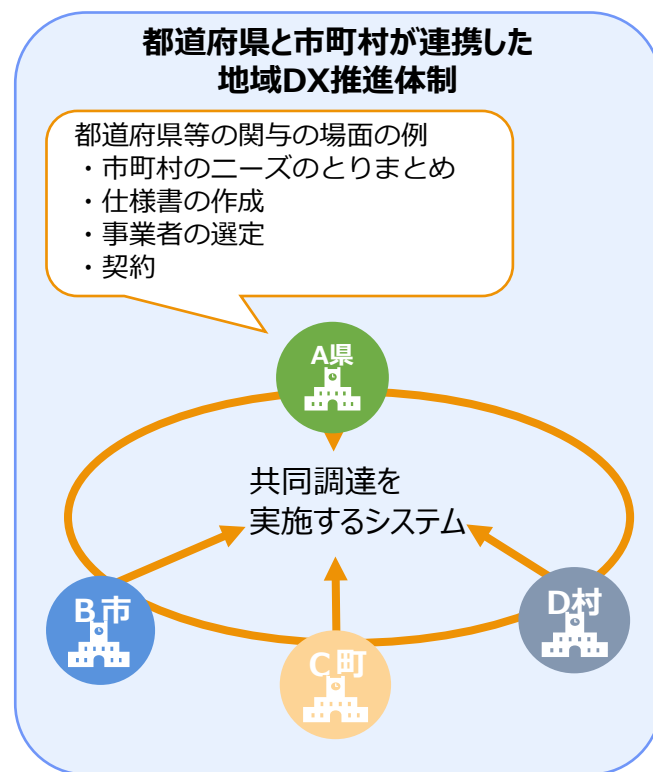 都道府県と市町村が連携した
地域DX推進体制
都道府県等の関与の場面の例
・市町村のニーズのとりまとめ
・仕様書の作成
・事業者の選定
・契約
A県
共同調達を
実施するシステム
B市
C町
D村